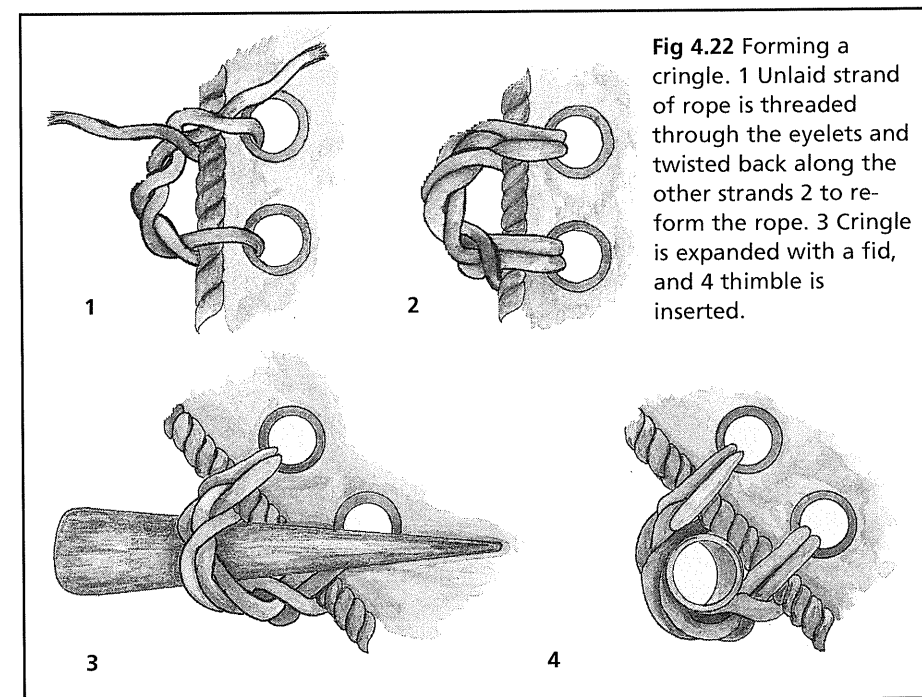 Fig 4.22 Forming a
cringle. 1 Unlaid strand
of rope is threaded
through the eyelets and
twisted back along the
other strands 2 to re-
form the rope. 3 Cringle
is expanded with a fid,
and 4 thimble is
inserted.
1
2
3
4